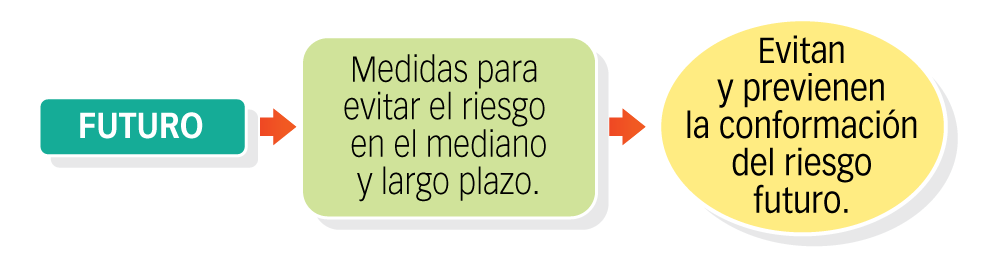 FUTURO
Medidas para
evitar el riesgo
en el mediano
y largo plazo.
Evitan
y previenen
la conformación
del riesgo
futuro.